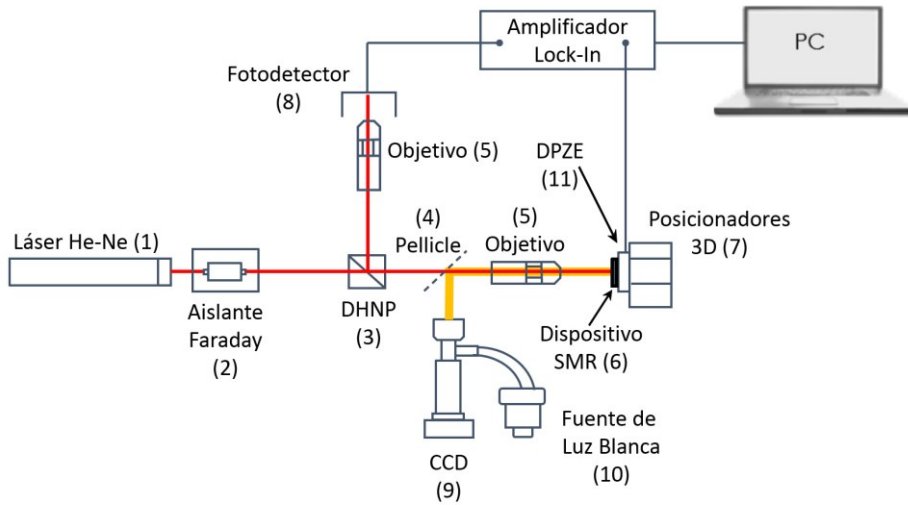 Amplificador
Lock-In
PC
Fotodetector
(8)
Objetivo (5)
DPZE
(11)
Posicionadores
3D (7)
(4)
Pellicle
(5)
Objetivo
Láser He-Ne (1)
Aislante
Faraday
(2)
DHNP
(3)
Dispositivo
SMR (6)
Fuente de
Luz Blanca
(10)
CCD
(9)